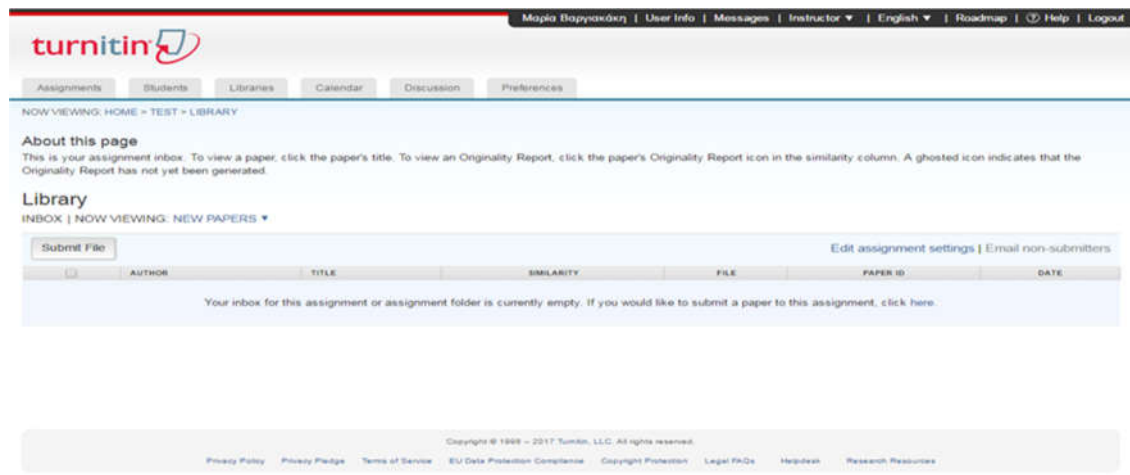 Μαρία Βαργιακάκη | User Info | Messages | Instructor ▼ | English ▼ | Roadmap | ? Help | Logout
turnitin
Assignments Students Libraries Calendar Discussion Preferences
NOW VIEWING: HOME > TEST > LIBRARY
About this page
This is your assignment inbox. To view a paper, click the paper's title. To view an Originality Report, click the paper's Originality Report icon in the similarity column. A ghosted icon indicates that the
Originality Report has not yet been generated.
Library
INBOX | NOW VIEWING: NEW PAPERS ▼
Submit File Edit assignment settings | Email non-submitters
AUTHOR TITLE SIMILARITY FILE PAPER ID DATE
Your inbox for this assignment or assignment folder is currently empty. If you would like to submit a paper to this assignment, click here.
Copyright © 1998 – 2017 Turnitin, LLC. All rights reserved.
Privacy Policy Privacy Pledge Terms of Service EU Data Protection Compliance Copyright Protection Legal FAQs Helpdesk Research Resources